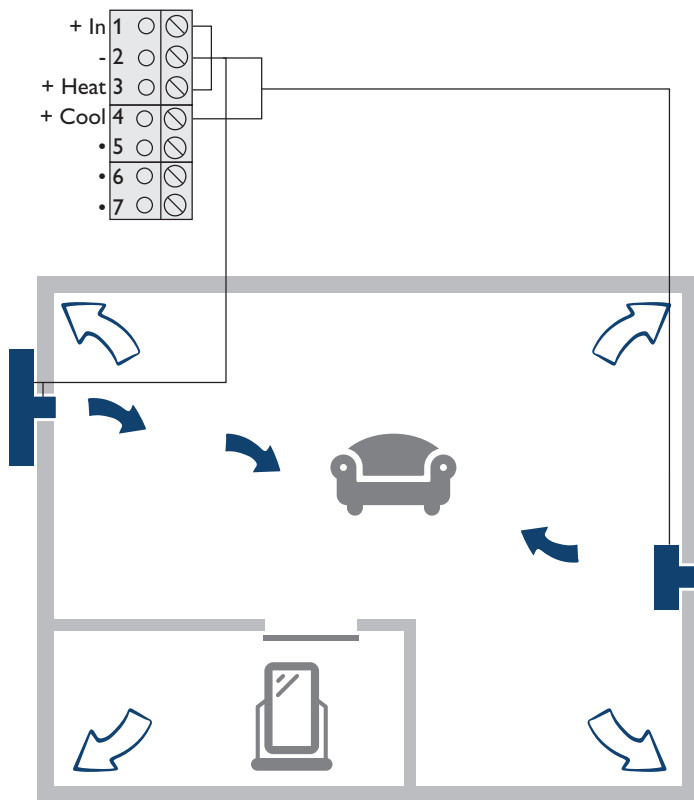 + In 1
- 2
+ Heat 3
+ Cool 4
• 5
• 6
• 7